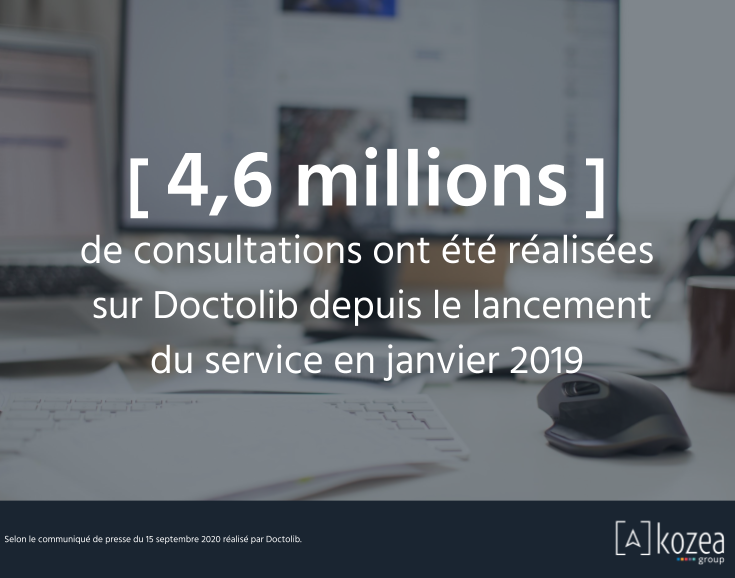 [ 4,6 millions ]
de consultations ont été réalisées
sur Doctolib depuis le lancement
du service en janvier 2019
Selon le communiqué de presse du 15 septembre 2020 réalisé par Doctolib.
[A] kozea
group